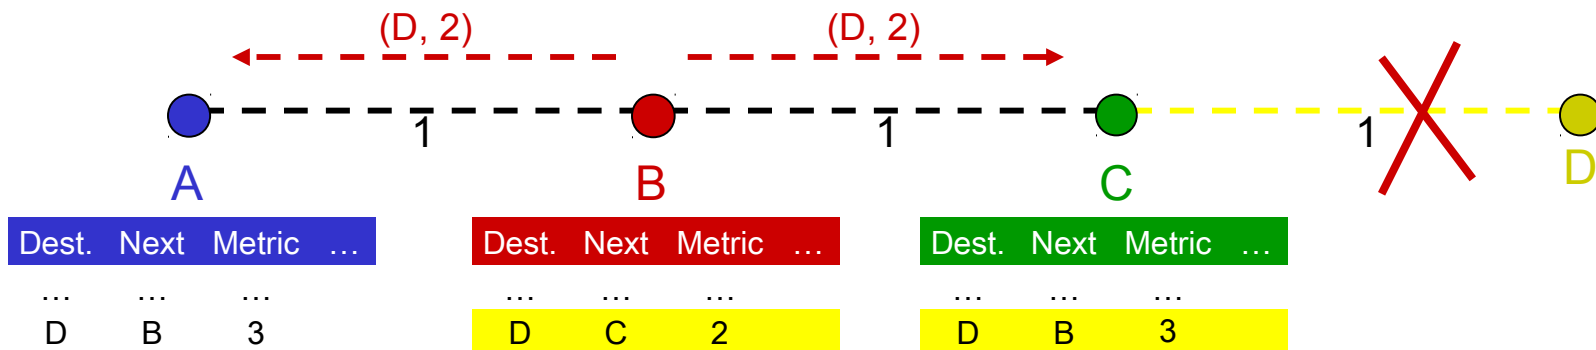 (D, 2) (D, 2)
1 1 1
A B C D
Dest. Next Metric … Dest. Next Metric … Dest. Next Metric …
… … … … … … … … …
D B 3 D C 2 D B 3